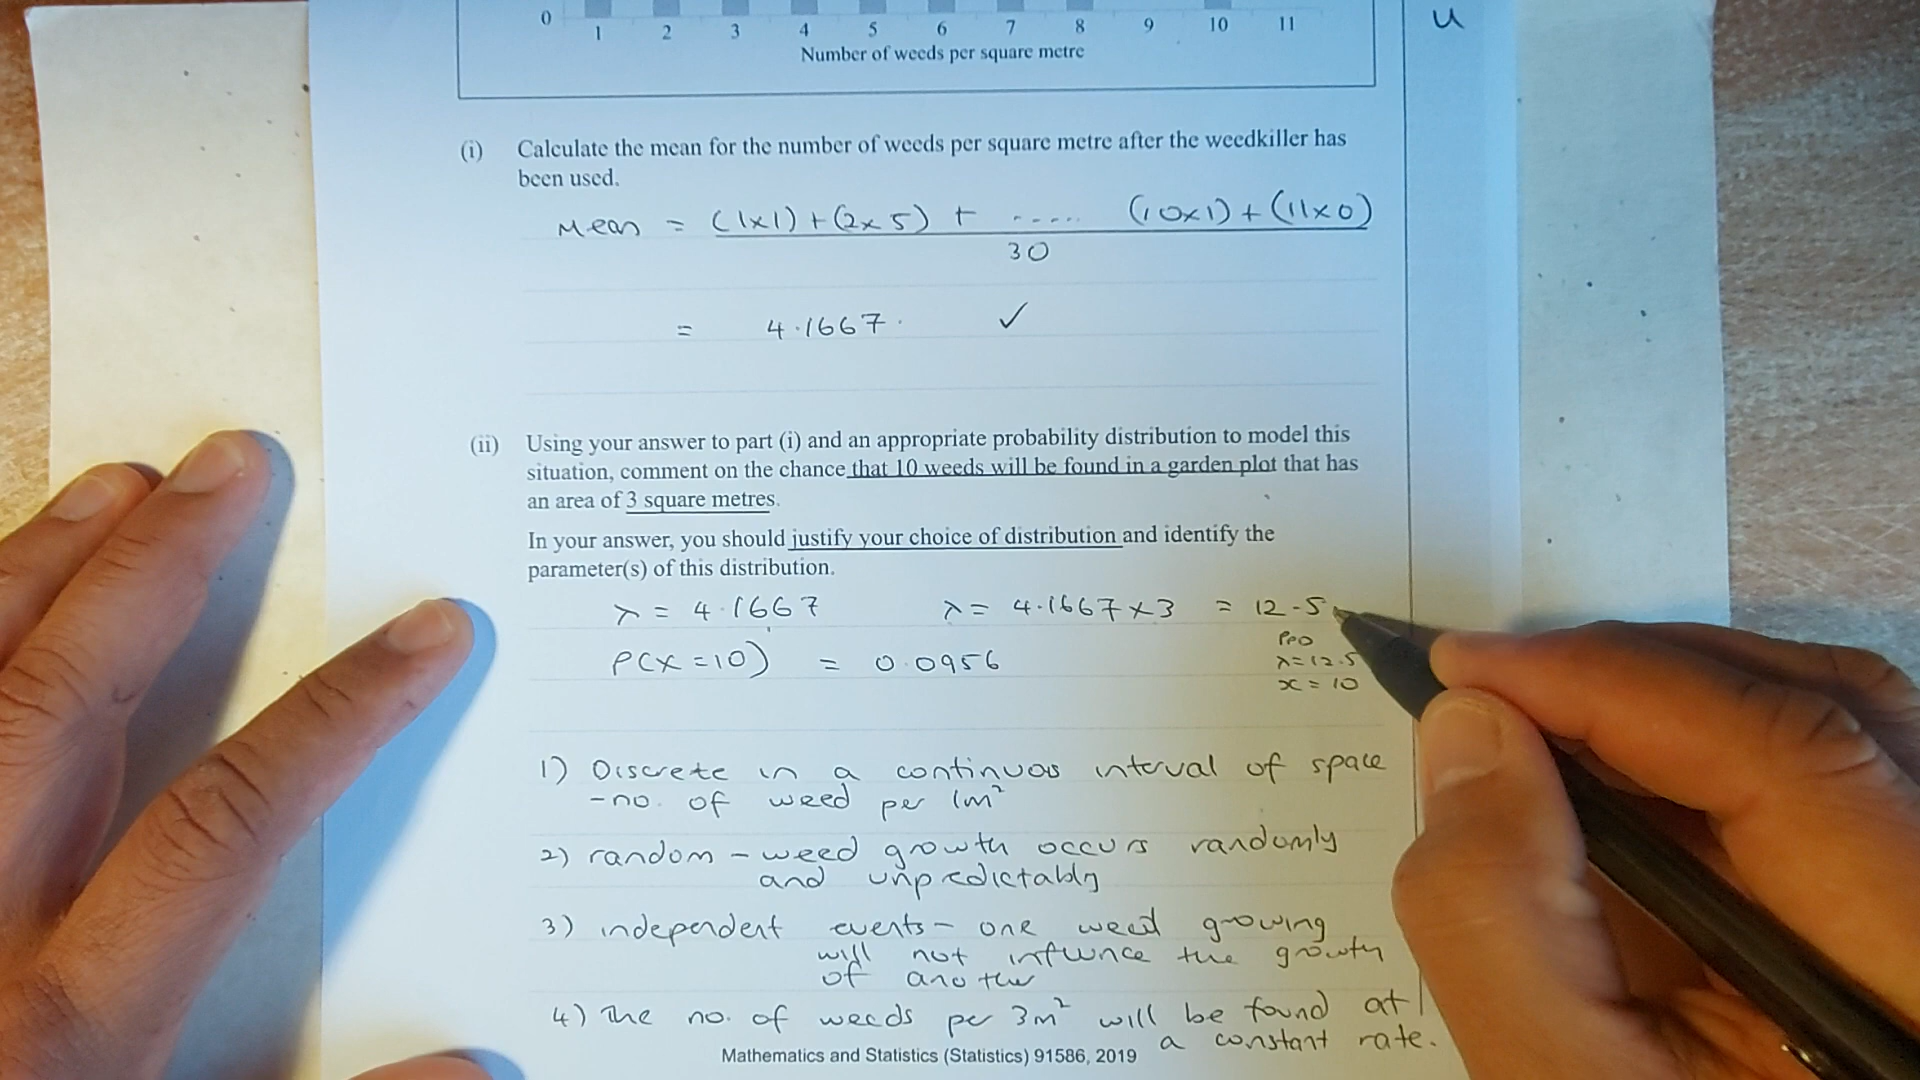 0
1 2 3 4 5 6 7 8 9 10 11
Number of weeds per square metre
u
(i) Calculate the mean for the number of weeds per square metre after the weedkiller has
been used.
Mean = (1x1) + (2x5) + ..... (10x1) + (11x0)
30
= 4.1667. ✓
(ii) Using your answer to part (i) and an appropriate probability distribution to model this
situation, comment on the chance that 10 weeds will be found in a garden plot that has
an area of 3 square metres.
In your answer, you should justify your choice of distribution and identify the
parameter(s) of this distribution.
λ = 4.1667 λ = 4.1667 x 3 = 12.5
P(X = 10) = 0.0956
PPD
λ = 12.5
x = 10
1) Discrete in a continuos interval of space
- no. of weed per 1m²
2) random - weed growth occurs randomly
and unpredictably
3) independent events - one weed growing
will not influnce the growth
of another
4) The no. of weeds per 3m² will be found at
a constant rate.
Mathematics and Statistics (Statistics) 91586, 2019